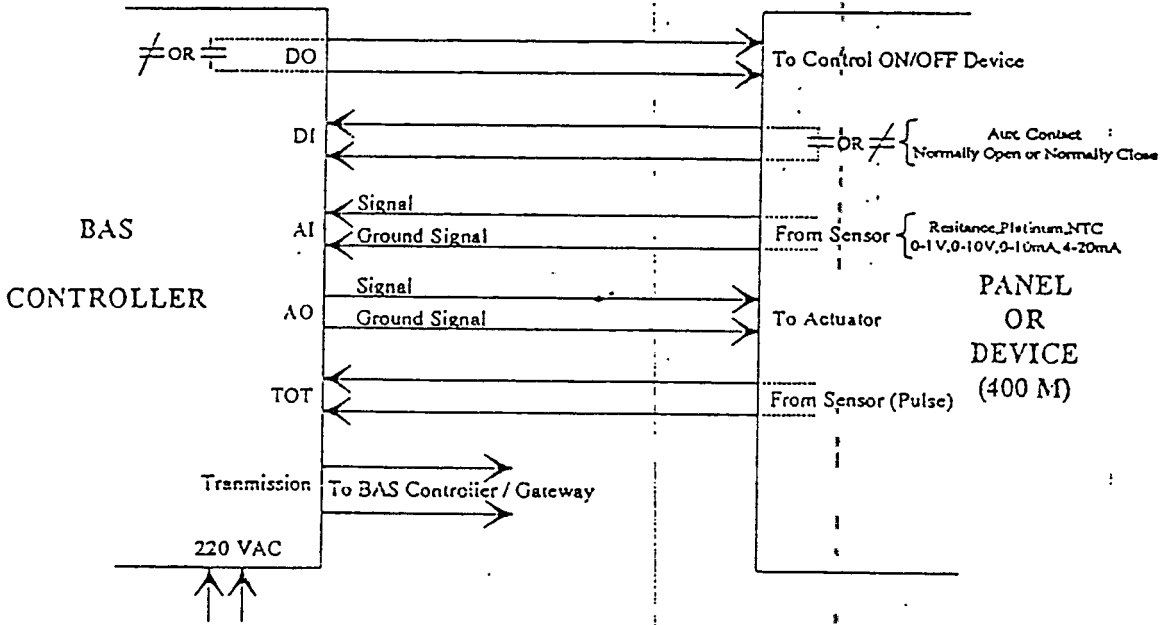 OR
DO
To Control ON/OFF Device
DI
OR
Aux Contact
Normally Open or Normally Close
BAS
CONTROLLER
AI
Signal
Ground Signal
From Sensor
Resitance,Platinum,NTC
0-1V,0-10V,0-10mA,4-20mA
AO
Signal
Ground Signal
To Actuator
PANEL
OR
DEVICE
(400 M)
TOT
From Sensor (Pulse)
Tranmission
To BAS Controller / Gateway
220 VAC